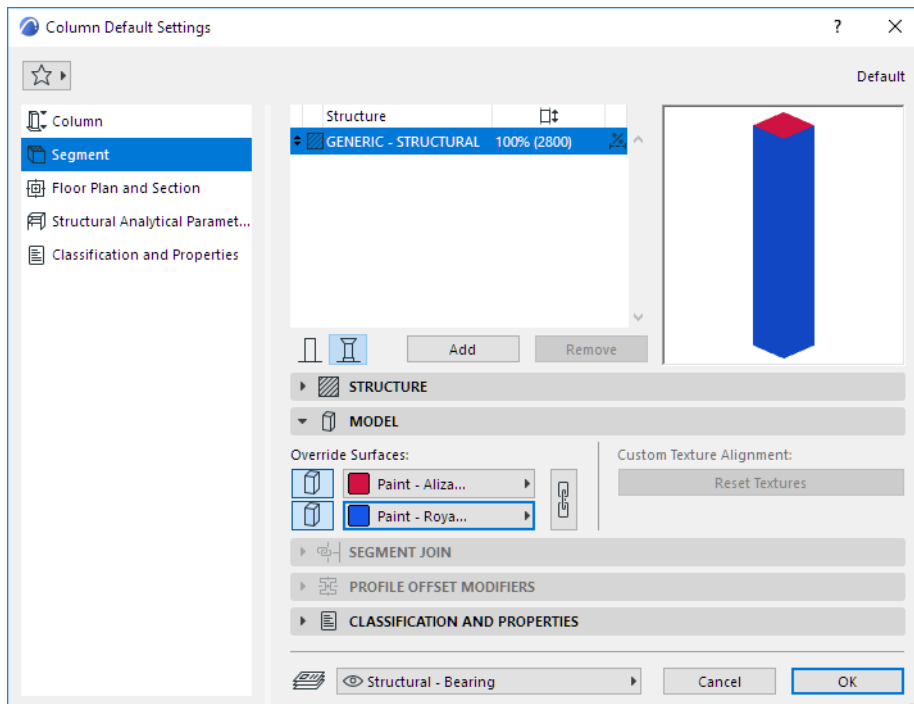 Column Default Settings
?
Default
Column
Segment
Floor Plan and Section
Structural Analytical Paramet...
Classification and Properties
Structure
GENERIC - STRUCTURAL 100% (2800)
Add
Remove
STRUCTURE
MODEL
Override Surfaces:
Custom Texture Alignment:
Paint - Aliza...
Reset Textures
Paint - Roya...
SEGMENT JOIN
PROFILE OFFSET MODIFIERS
CLASSIFICATION AND PROPERTIES
Structural - Bearing
Cancel
OK